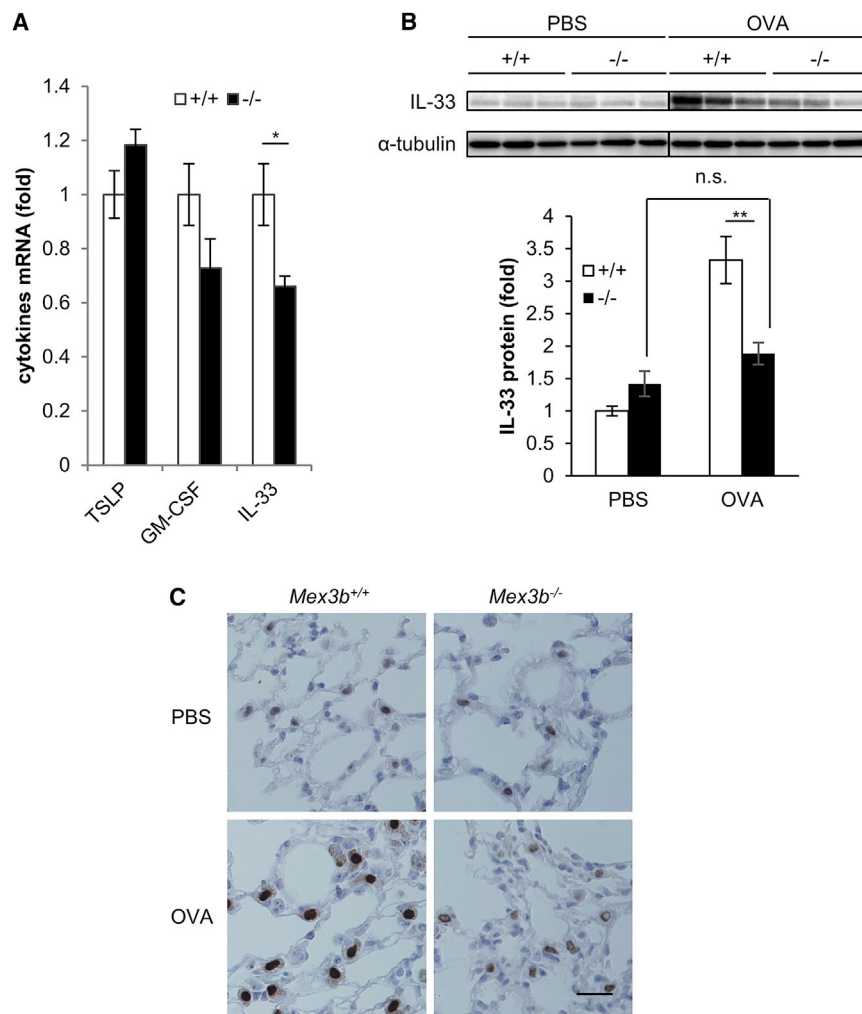 A
cytokines mRNA (fold)
1.4
1.2
1
0.8
0.6
0.4
0.2
0
+/+ -/-
*
TSLP
GM-CSF
IL-33
B
PBS OVA
+/+ -/- +/+ -/-
IL-33
α-tubulin
n.s.
IL-33 protein (fold)
4
3.5
3
2.5
2
1.5
1
0.5
0
+/+
-/-
**
PBS OVA
C
Mex3b+/+ Mex3b-/-
PBS
OVA